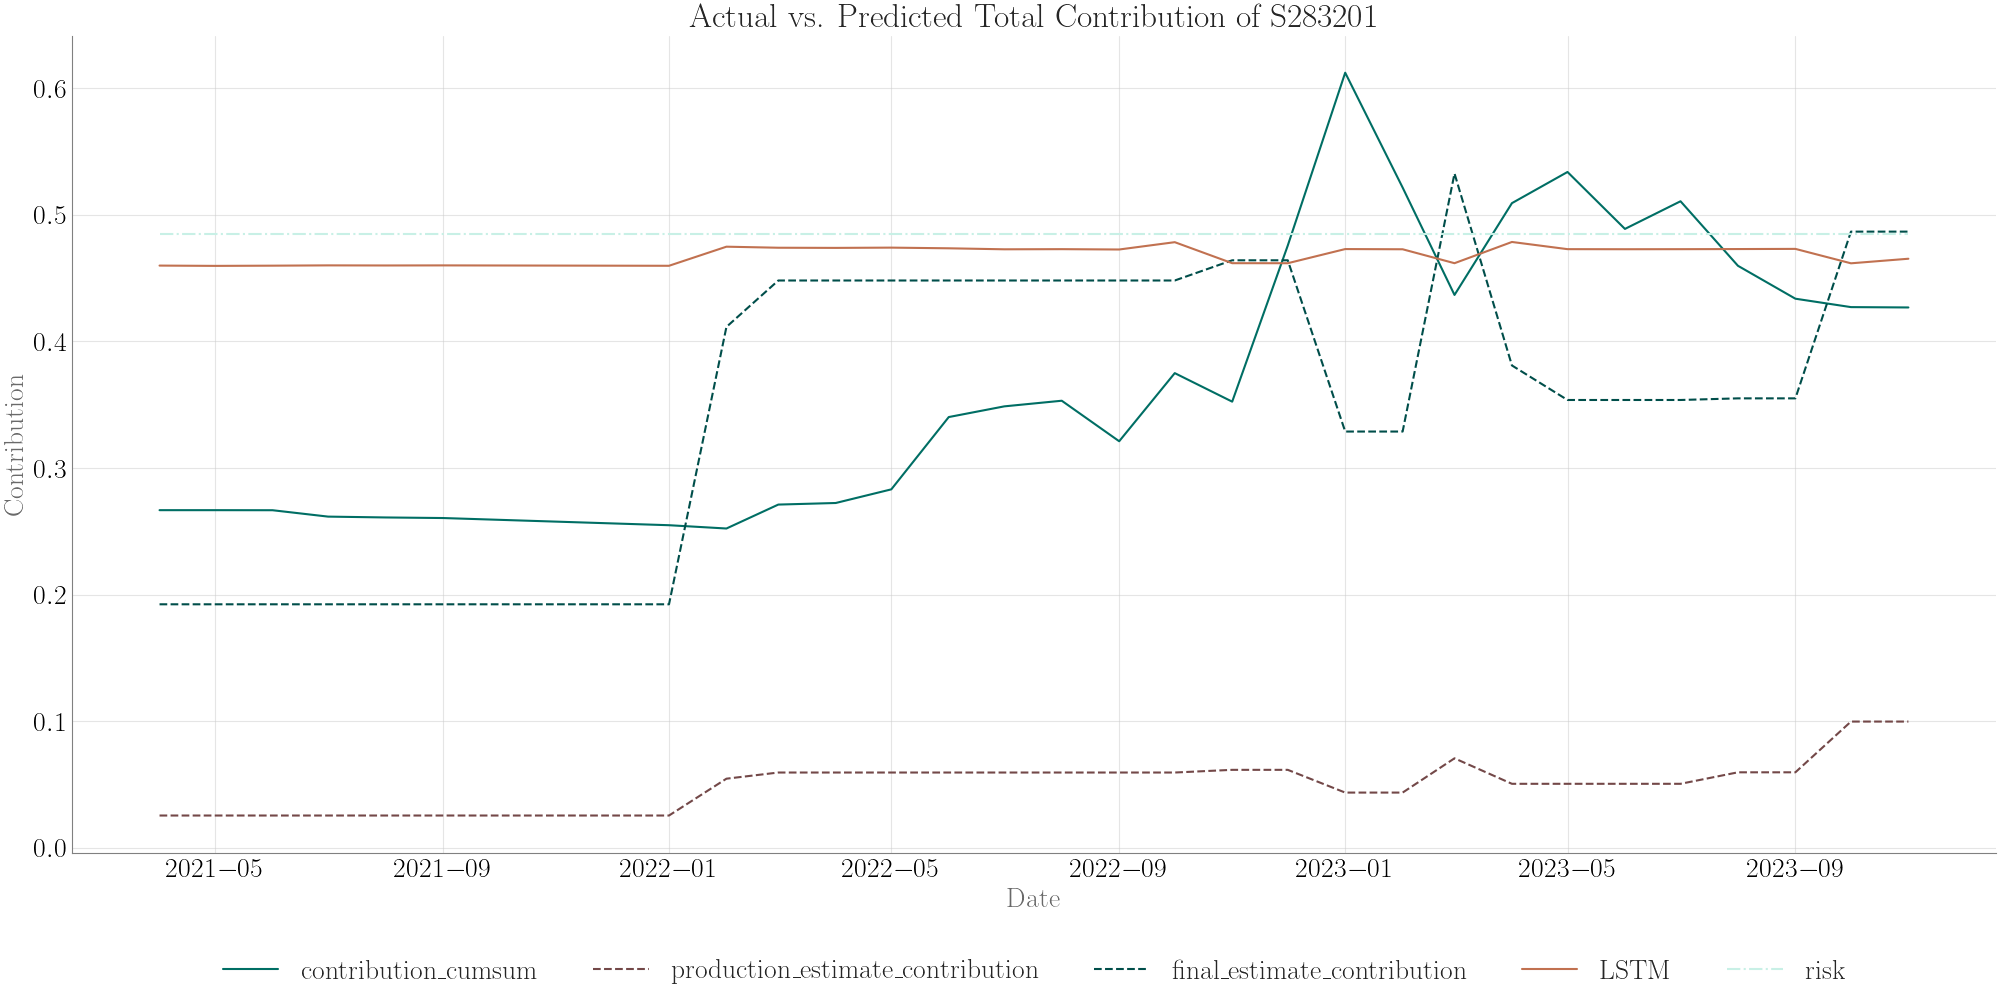 Actual vs. Predicted Total Contribution of S283201
0.6
0.5
0.4
0.3
0.2
0.1
0.0
Contribution
2021−05 2021−09 2022−01 2022−05 2022−09 2023−01 2023−05 2023−09
Date
contribution_cumsum production_estimate_contribution final_estimate_contribution LSTM risk